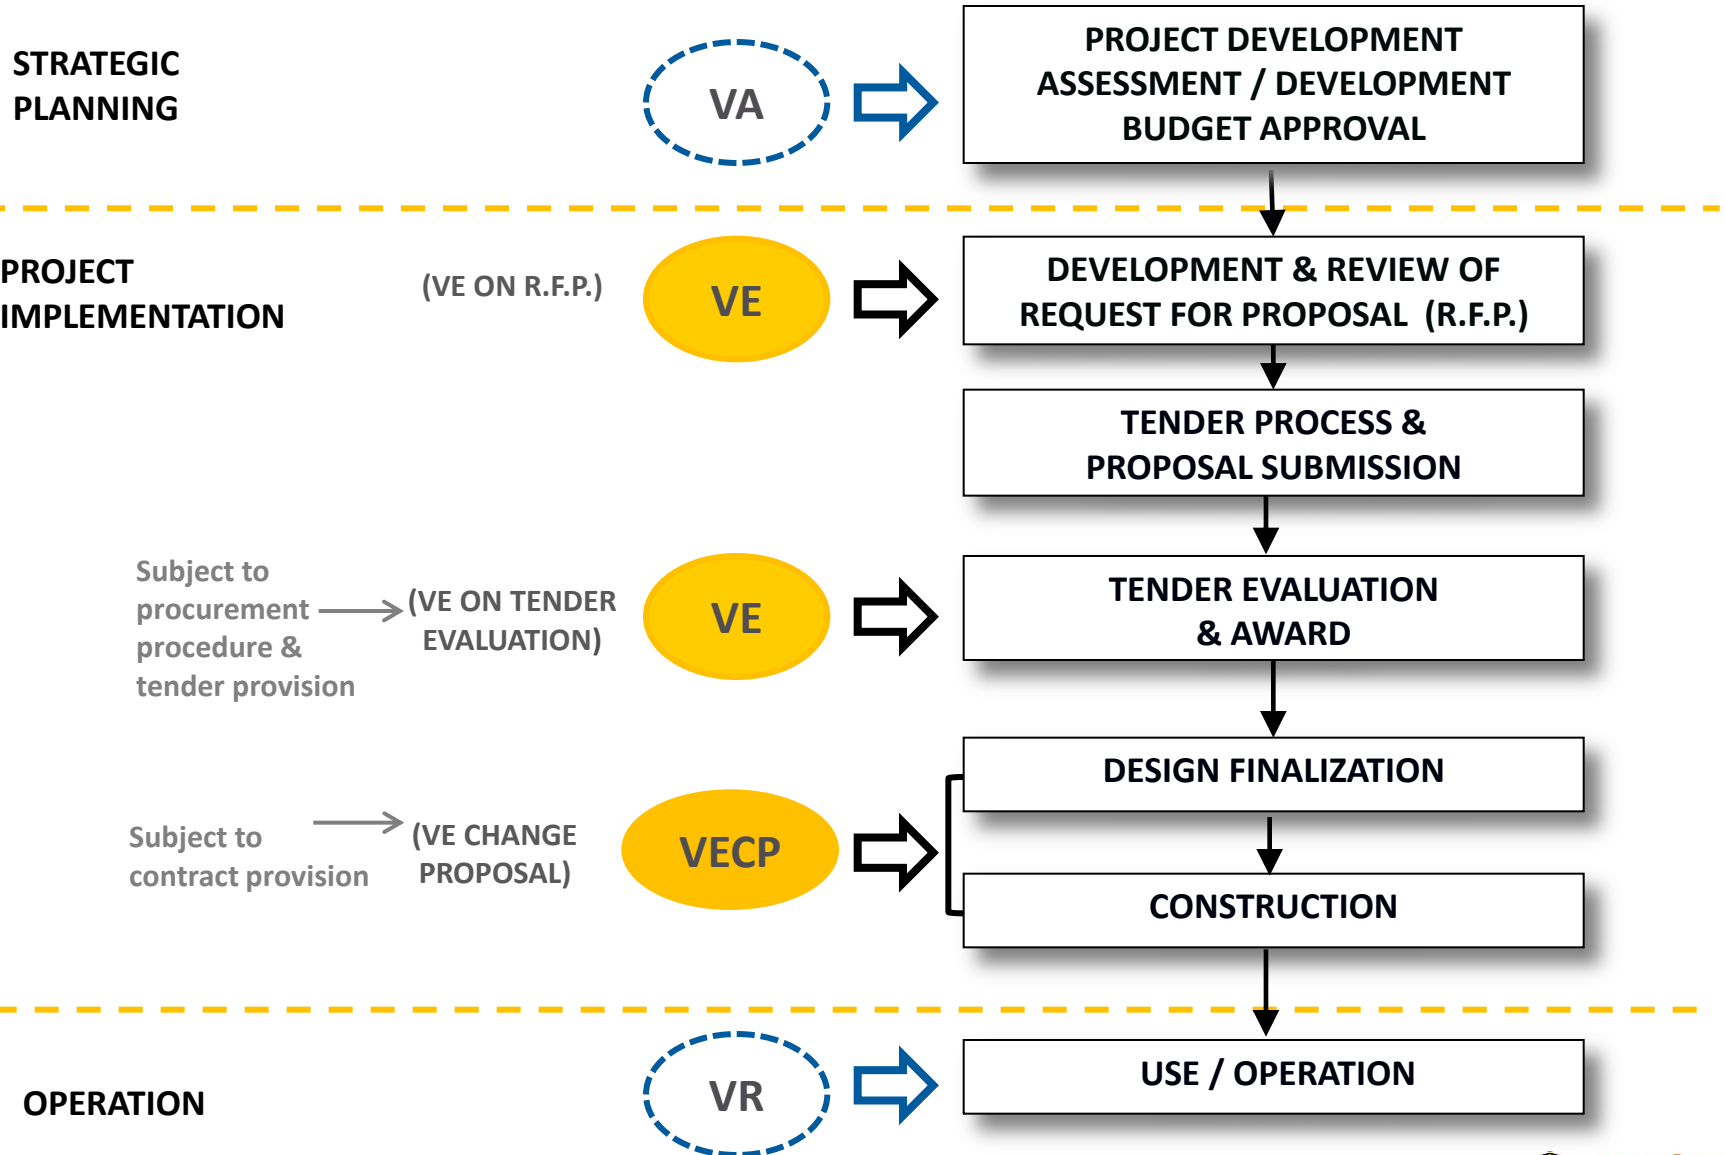 STRATEGIC
PLANNING
VA
PROJECT DEVELOPMENT
ASSESSMENT / DEVELOPMENT
BUDGET APPROVAL
PROJECT
IMPLEMENTATION
(VE ON R.F.P.)
VE
DEVELOPMENT & REVIEW OF
REQUEST FOR PROPOSAL (R.F.P.)
TENDER PROCESS &
PROPOSAL SUBMISSION
Subject to
procurement
procedure &
tender provision
(VE ON TENDER
EVALUATION)
VE
TENDER EVALUATION
& AWARD
DESIGN FINALIZATION
Subject to
contract provision
(VE CHANGE
PROPOSAL)
VECP
CONSTRUCTION
OPERATION
VR
USE / OPERATION